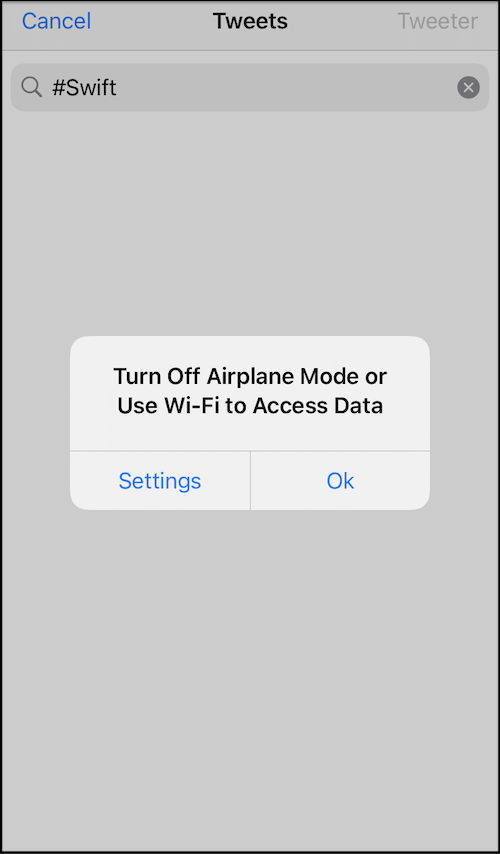 Cancel Tweets Tweeter
#Swift
Turn Off Airplane Mode or
Use Wi-Fi to Access Data
Settings Ok